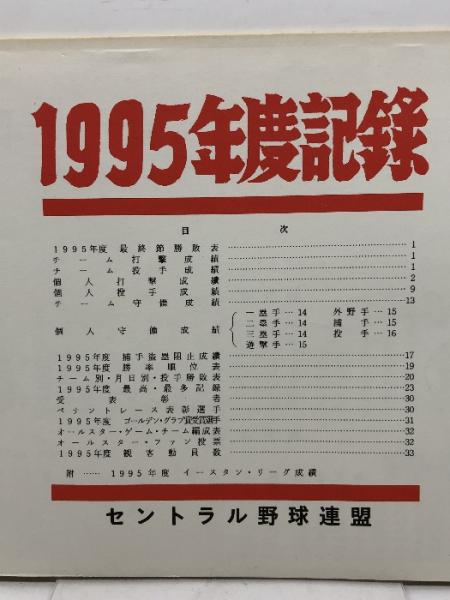 1995年度記録
目次
1995年度 最終節勝敗表……1
チーム打撃成績……1
チーム投手成績……1
個人打撃成績……2
個人投手成績……9
チーム守備成績……13
個人守備成績
一塁手…14 外野手…15
二塁手…14 捕手…15
三塁手…14 投手…16
遊撃手…15
1995年度 捕手盗塁阻止成績……17
1995年度 勝率順位表……19
チーム別・月日別・投手勝敗表……20
1995年度 最高・最多記録……23
受表彰者……30
ペリントレース表彰選手……30
1995年度 ゴールデン・グラブ賞受賞選手……31
オールスター・ゲーム・チーム編成表……32
オールスター・ファン投票……32
1995年度 観客動員数……33
附……1995年度 イースタン・リーグ成績
セントラル野球連盟